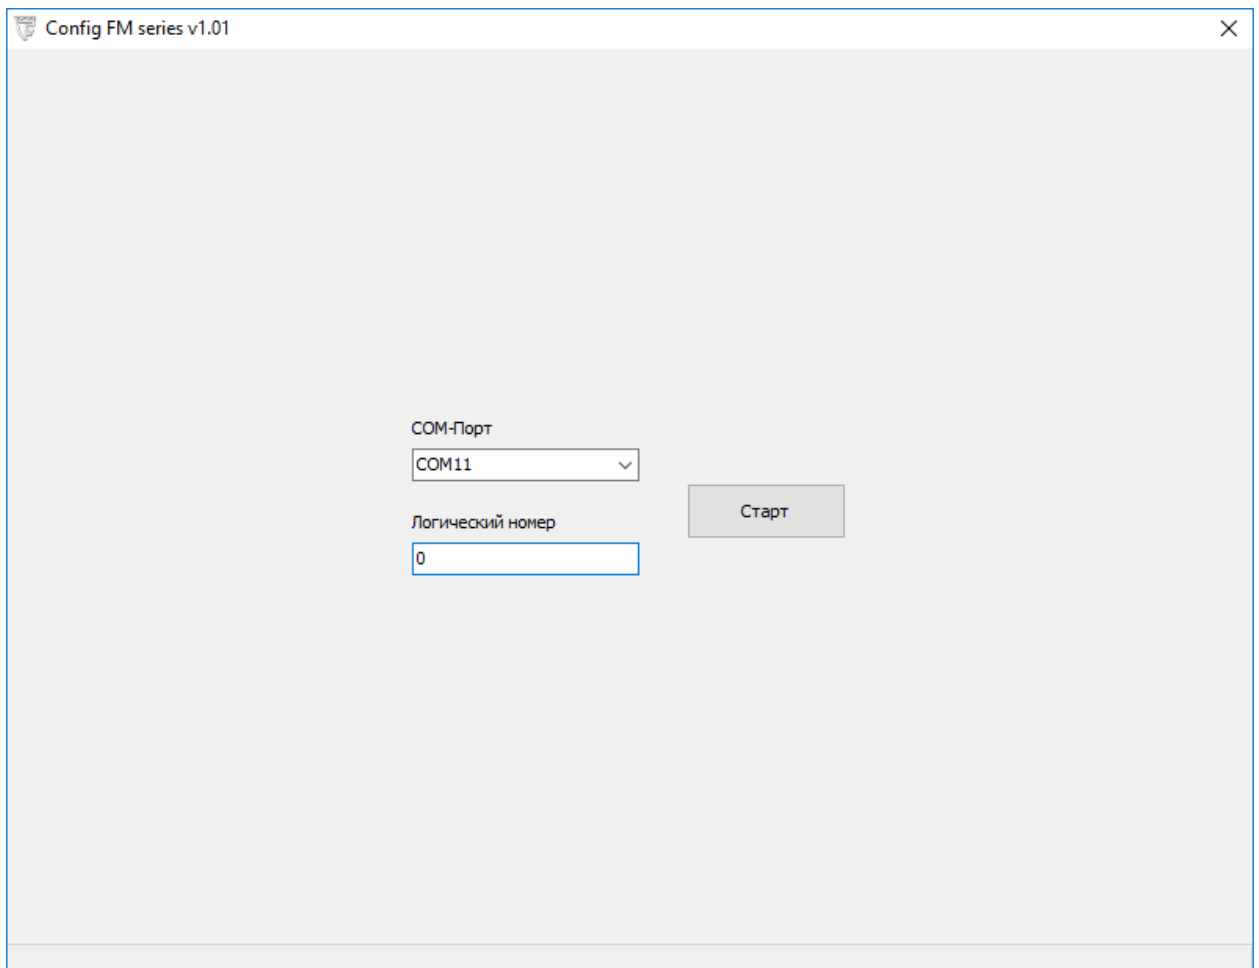 Config FM series v1.01
COM-Порт
COM11
Старт
Логический номер
0